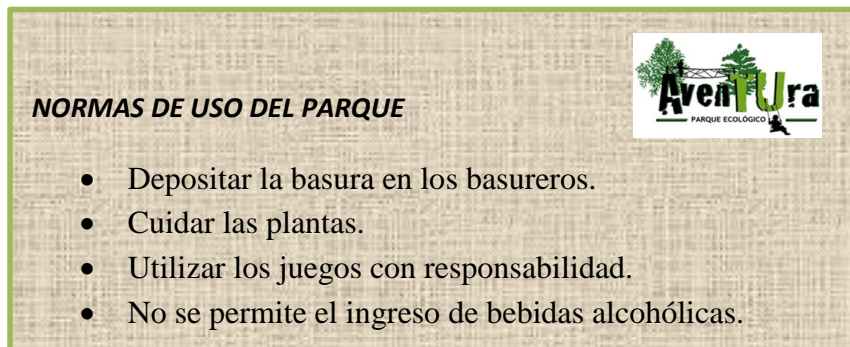 AvenTUra
PARQUE ECOLÓGICO
NORMAS DE USO DEL PARQUE
• Depositar la basura en los basureros.
• Cuidar las plantas.
• Utilizar los juegos con responsabilidad.
• No se permite el ingreso de bebidas alcohólicas.